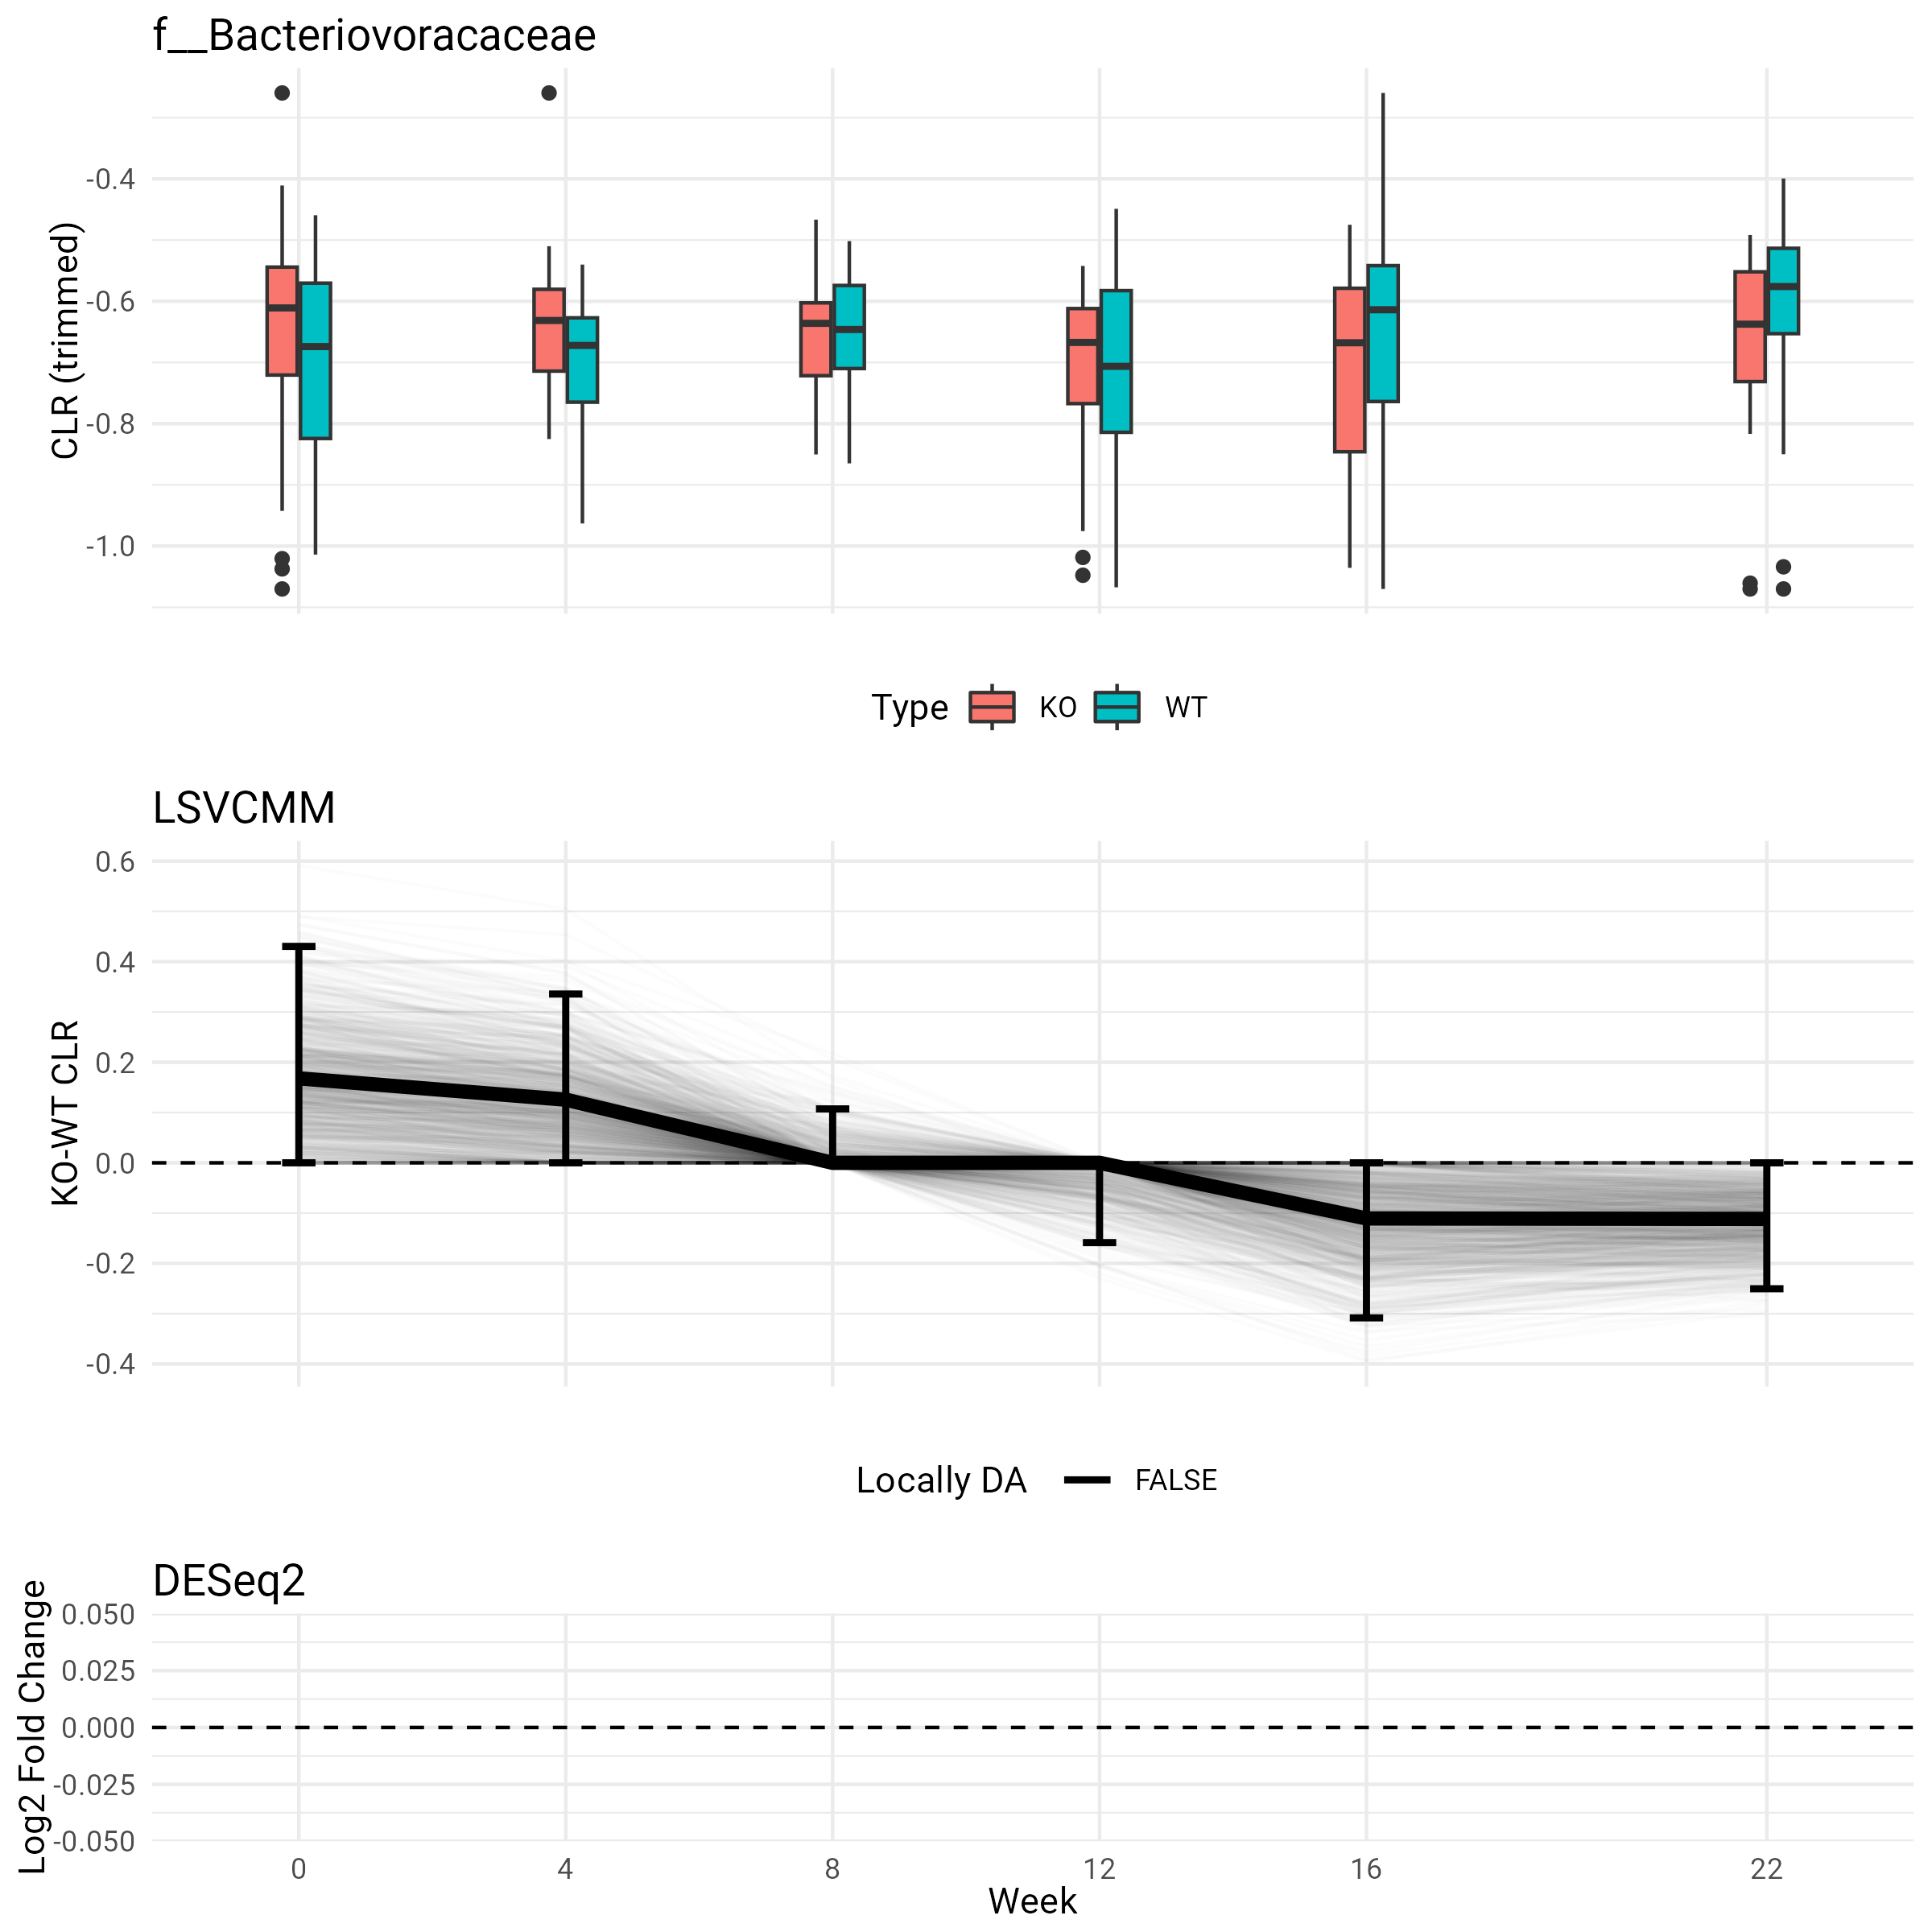 f__Bacteriovoracaceae
CLR (trimmed)
-0.4
-0.6
-0.8
-1.0
Type KO WT
LSVCMM
KO-WT CLR
0.6
0.4
0.2
0.0
-0.2
-0.4
Locally DA FALSE
DESeq2
Log2 Fold Change
0.050
0.025
0.000
-0.025
-0.050
0 4 8 12 16 22
Week